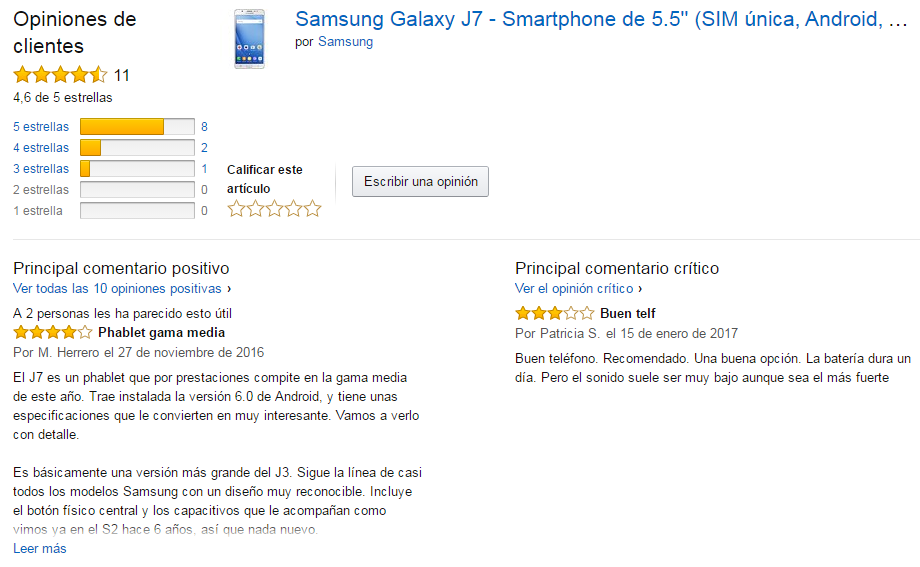 Opiniones de
clientes
11
4,6 de 5 estrellas
5 estrellas 8
4 estrellas 2
3 estrellas 1
2 estrellas 0
1 estrella 0
Samsung Galaxy J7 - Smartphone de 5.5" (SIM única, Android, ...
por Samsung
Calificar este
artículo
Escribir una opinión
Principal comentario positivo
Ver todas las 10 opiniones positivas ›
A 2 personas les ha parecido esto útil
Phablet gama media
Por M. Herrero el 27 de noviembre de 2016
El J7 es un phablet que por prestaciones compite en la gama media
de este año. Trae instalada la versión 6.0 de Android, y tiene unas
especificaciones que le convierten en muy interesante. Vamos a verlo
con detalle.
Es básicamente una versión más grande del J3. Sigue la línea de casi
todos los modelos Samsung con un diseño muy reconocible. Incluye
el botón físico central y los capacitivos que le acompañan como
vimos ya en el S2 hace 6 años, así que nada nuevo.
Leer más
Principal comentario crítico
Ver el opinión crítico ›
Buen telf
Por Patricia S. el 15 de enero de 2017
Buen teléfono. Recomendado. Una buena opción. La batería dura un
día. Pero el sonido suele ser muy bajo aunque sea el más fuerte